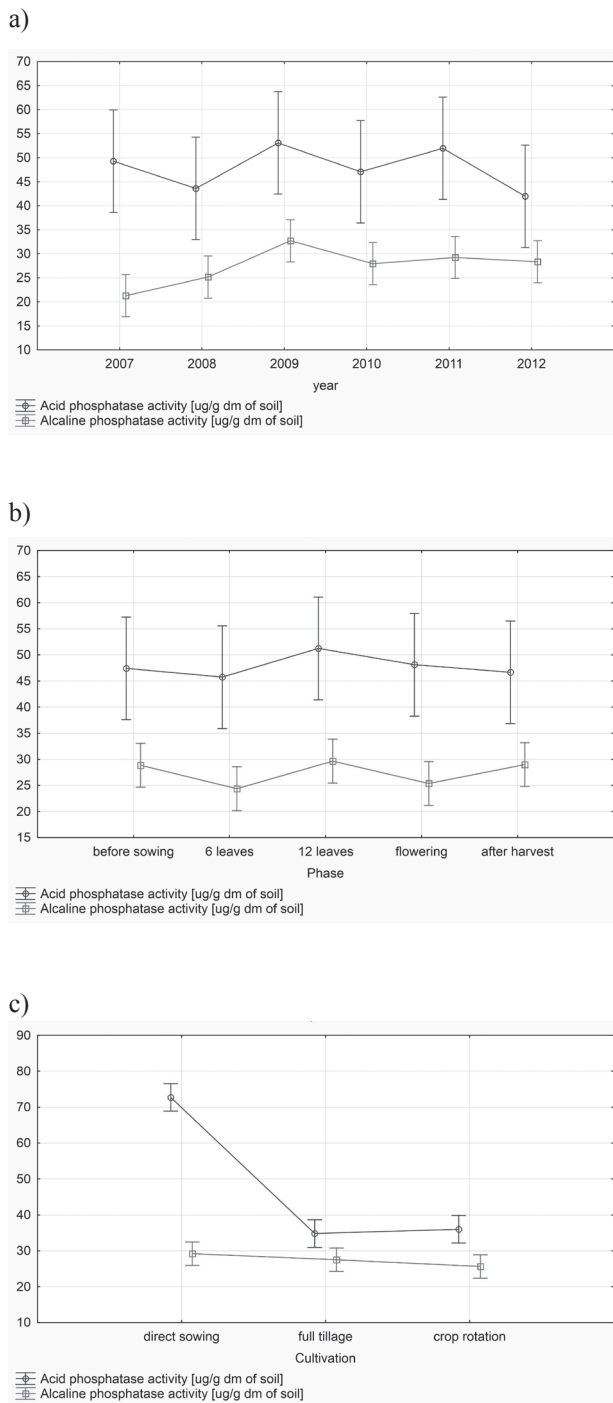 a)
70
65
60
55
50
45
40
35
30
25
20
15
10
2007 2008 2009 2010 2011 2012
year
Acid phosphatase activity [ug/g dm of soil]
Alcaline phosphatase activity [ug/g dm of soil]
b)
70
65
60
55
50
45
40
35
30
25
20
15
before sowing 6 leaves 12 leaves flowering after harvest
Phase
Acid phosphatase activity [ug/g dm of soil]
Alcaline phosphatase activity [ug/g dm of soil]
c)
90
80
70
60
50
40
30
20
10
direct sowing full tillage crop rotation
Cultivation
Acid phosphatase activity [ug/g dm of soil]
Alcaline phosphatase activity [ug/g dm of soil]